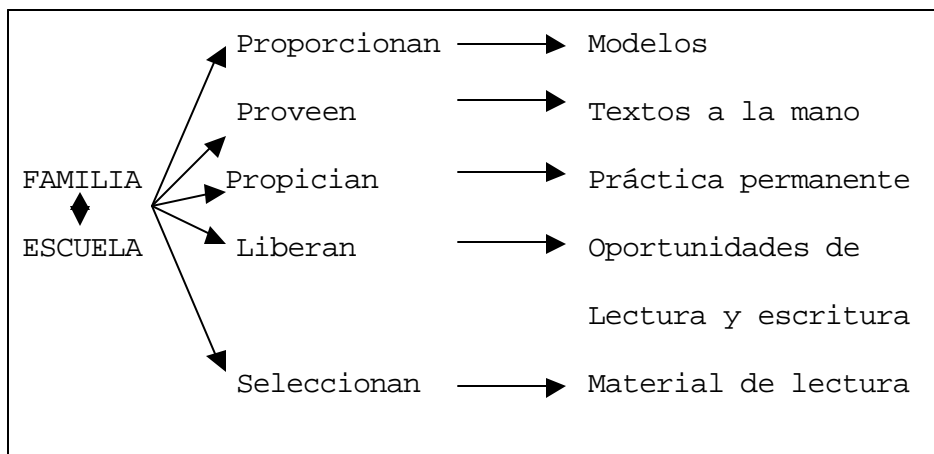 Proporcionan Modelos
Proveen Textos a la mano
FAMILIA Propician Práctica permanente
ESCUELA Liberan Oportunidades de
Lectura y escritura
Seleccionan Material de lectura